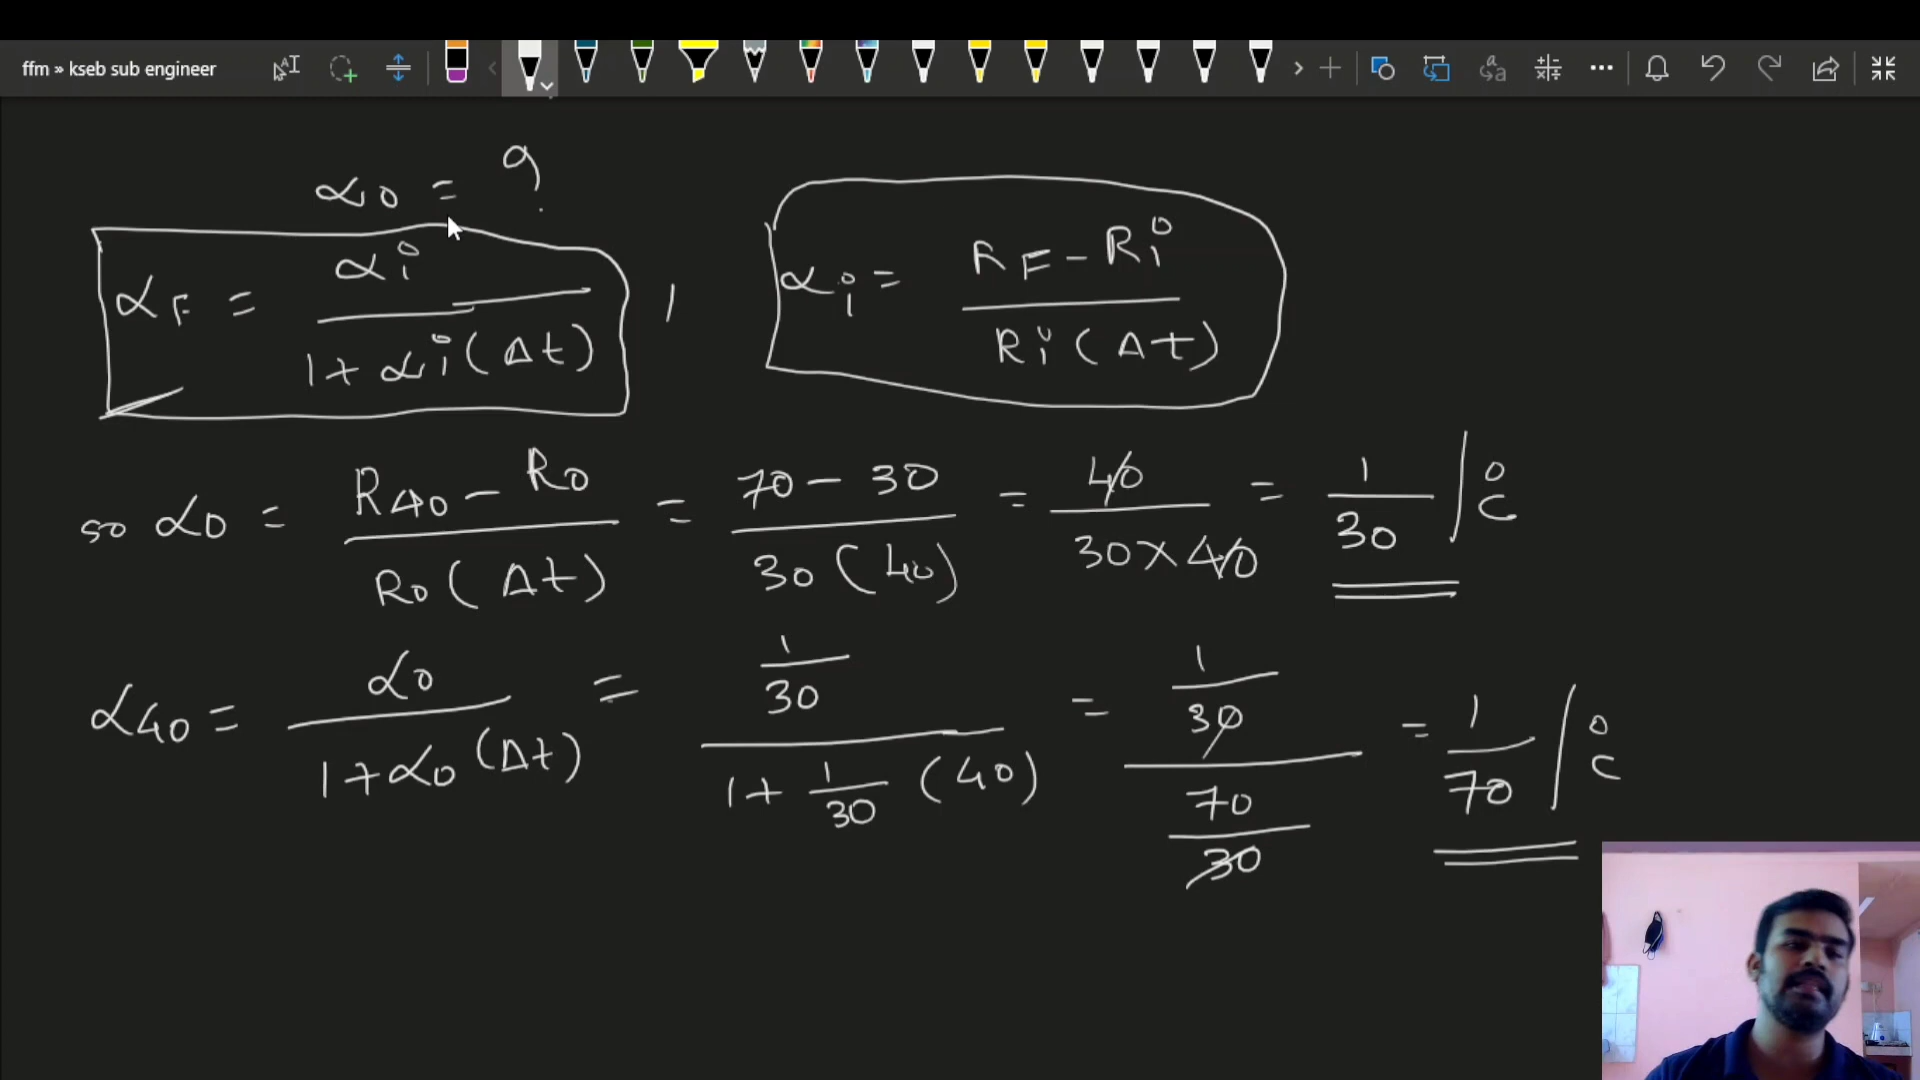 ffm » kseb sub engineer
α0 = ?
αF = αi / (1 + αi (Δt)) , αi = (RF - Ri) / (Ri (Δt))
so α0 = (R40 - R0) / (R0 (Δt)) = (70 - 30) / (30 (40)) = 40 / (30 × 40) = 1/30 / °C
α40 = α0 / (1 + α0 (Δt)) = (1/30) / (1 + 1/30 (40)) = (1/30) / (70/30) = 1/70 / °C